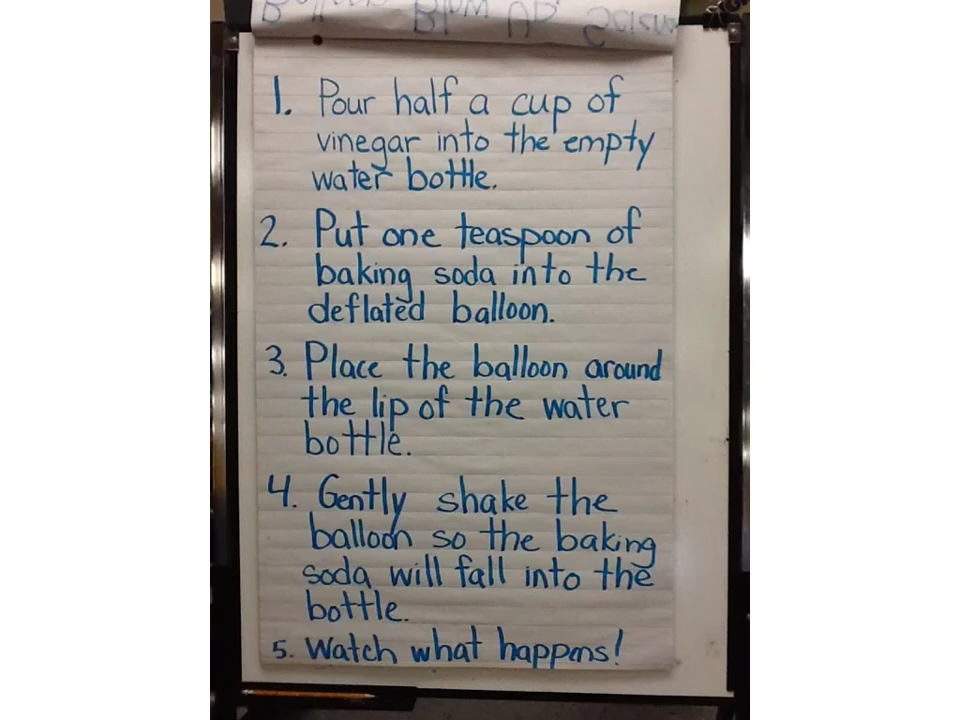 1. Pour half a cup of
vinegar into the empty
water bottle.
2. Put one teaspoon of
baking soda into the
deflated balloon.
3. Place the balloon around
the lip of the water
bottle.
4. Gently shake the
balloon so the baking
soda will fall into the
bottle.
5. Watch what happens!